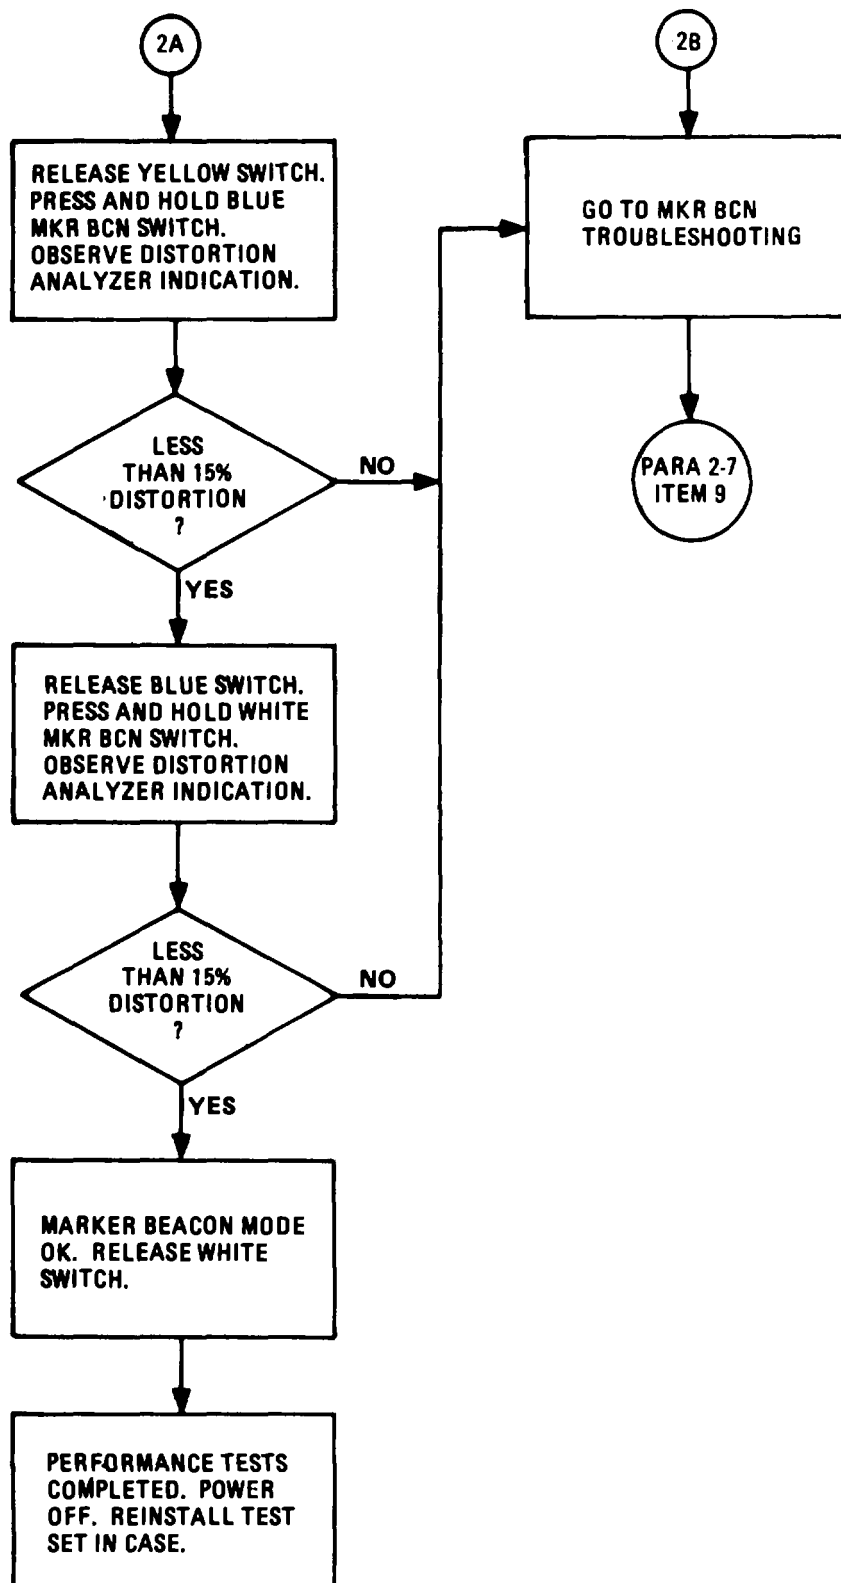 2A
RELEASE YELLOW SWITCH.
PRESS AND HOLD BLUE
MKR BCN SWITCH.
OBSERVE DISTORTION
ANALYZER INDICATION.
LESS
THAN 15%
DISTORTION
?
NO
YES
RELEASE BLUE SWITCH.
PRESS AND HOLD WHITE
MKR BCN SWITCH.
OBSERVE DISTORTION
ANALYZER INDICATION.
LESS
THAN 15%
DISTORTION
?
NO
YES
MARKER BEACON MODE
OK. RELEASE WHITE
SWITCH.
PERFORMANCE TESTS
COMPLETED. POWER
OFF. REINSTALL TEST
SET IN CASE.
2B
GO TO MKR BCN
TROUBLESHOOTING
PARA 2-7
ITEM 9